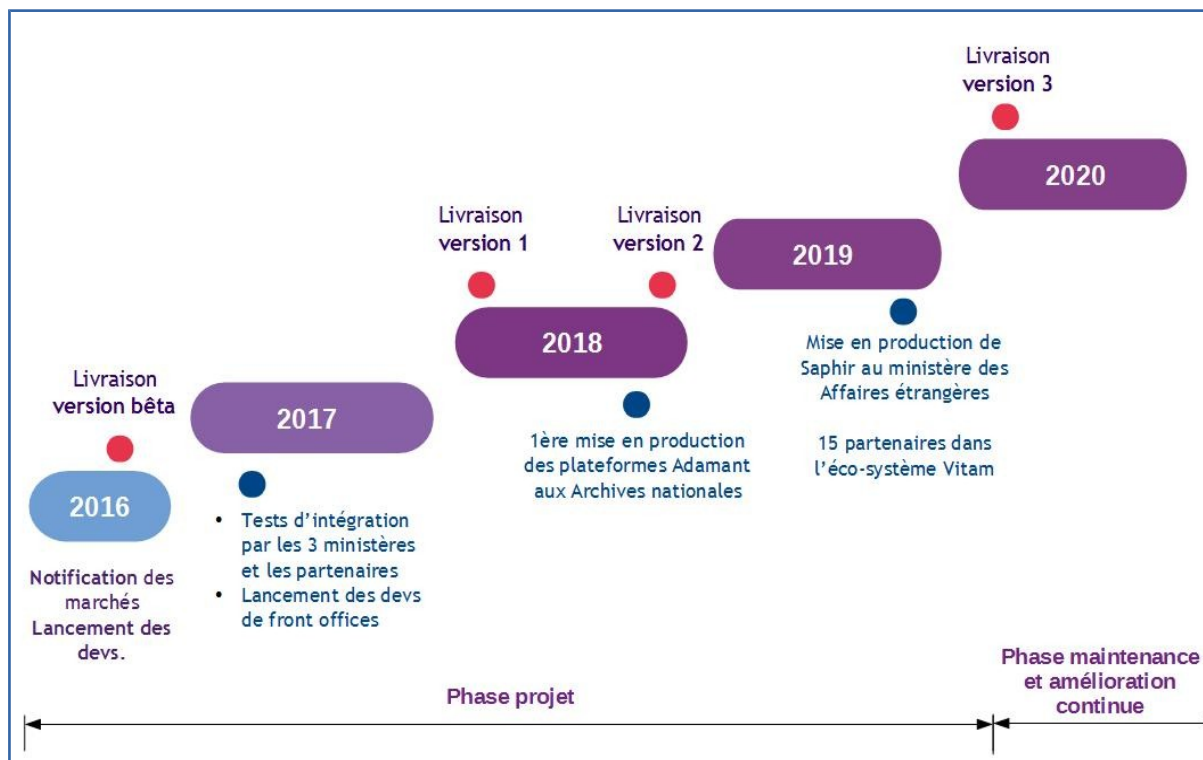 Livraison
version bêta
2016
Notification des
marchés
Lancement des
devs.
2017
• Tests d’intégration
par les 3 ministères
et les partenaires
• Lancement des devs
de front offices
Livraison
version 1
Livraison
version 2
2018
1ère mise en production
des plateformes Adamant
aux Archives nationales
2019
Mise en production de
Saphir au ministère des
Affaires étrangères
15 partenaires dans
l’éco-système Vitam
Livraison
version 3
2020
Phase projet
Phase maintenance
et amélioration
continue